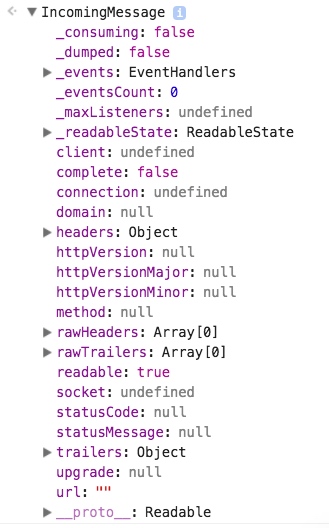 IncomingMessage i
_consuming: false
_dumped: false
_events: EventHandlers
_eventsCount: 0
_maxListeners: undefined
_readableState: ReadableState
client: undefined
complete: false
connection: undefined
domain: null
headers: Object
httpVersion: null
httpVersionMajor: null
httpVersionMinor: null
method: null
rawHeaders: Array[0]
rawTrailers: Array[0]
readable: true
socket: undefined
statusCode: null
statusMessage: null
trailers: Object
upgrade: null
url: ""
__proto__: Readable